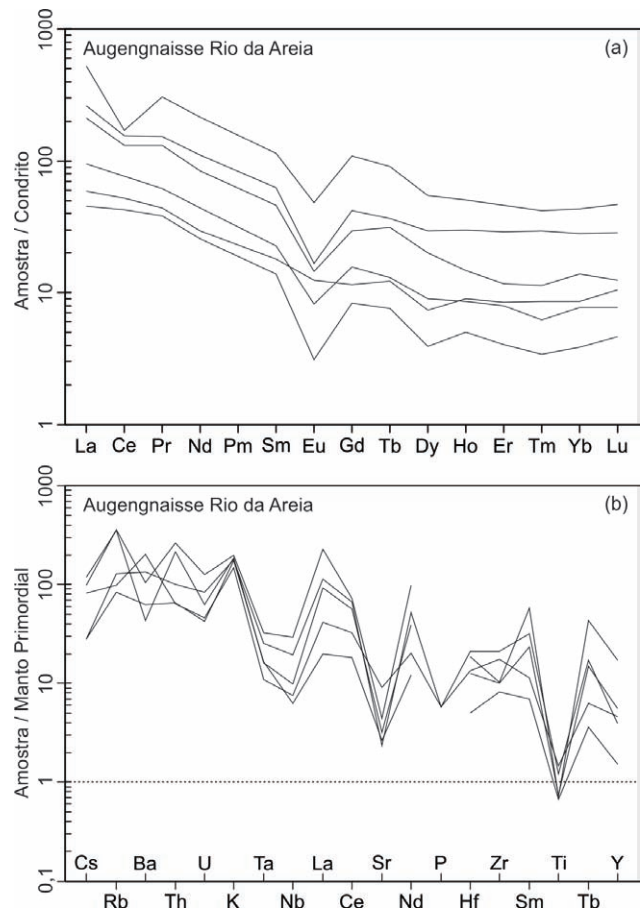 Augengnaisse Rio da Areia (a)
Amostra / Condrito
1000
100
10
1
La Ce Pr Nd Pm Sm Eu Gd Tb Dy Ho Er Tm Yb Lu
Augengnaisse Rio da Areia (b)
Amostra / Manto Primordial
1000
100
10
1
0,1
Cs Ba U Ta La Sr P Zr Ti Y
Rb Th K Nb Ce Nd Hf Sm Tb